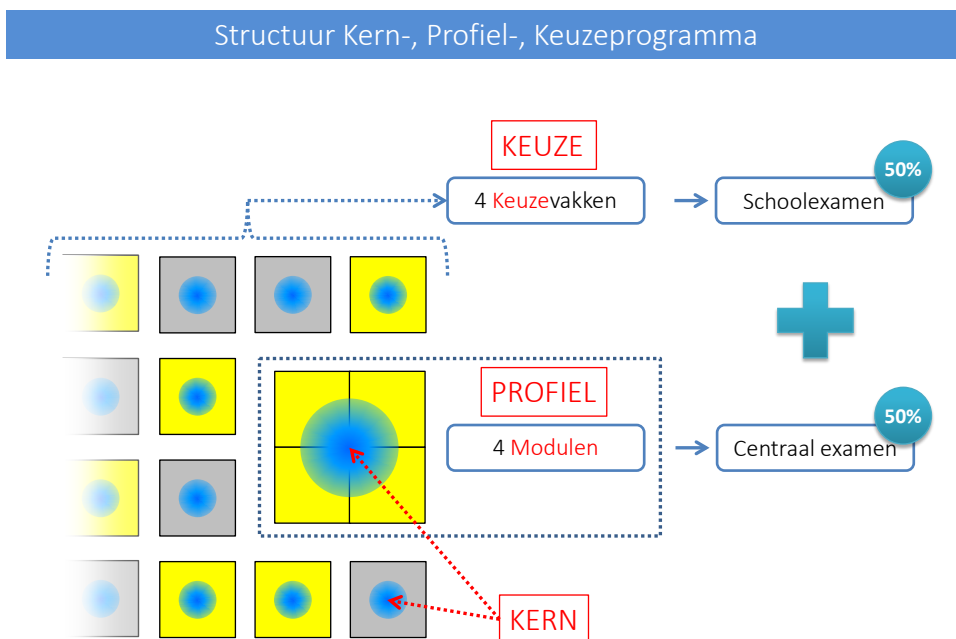 Structuur Kern-, Profiel-, Keuzeprogramma
KEUZE
50%
4 Keuzevakken
Schoolexamen
PROFIEL
50%
4 Modulen
Centraal examen
KERN